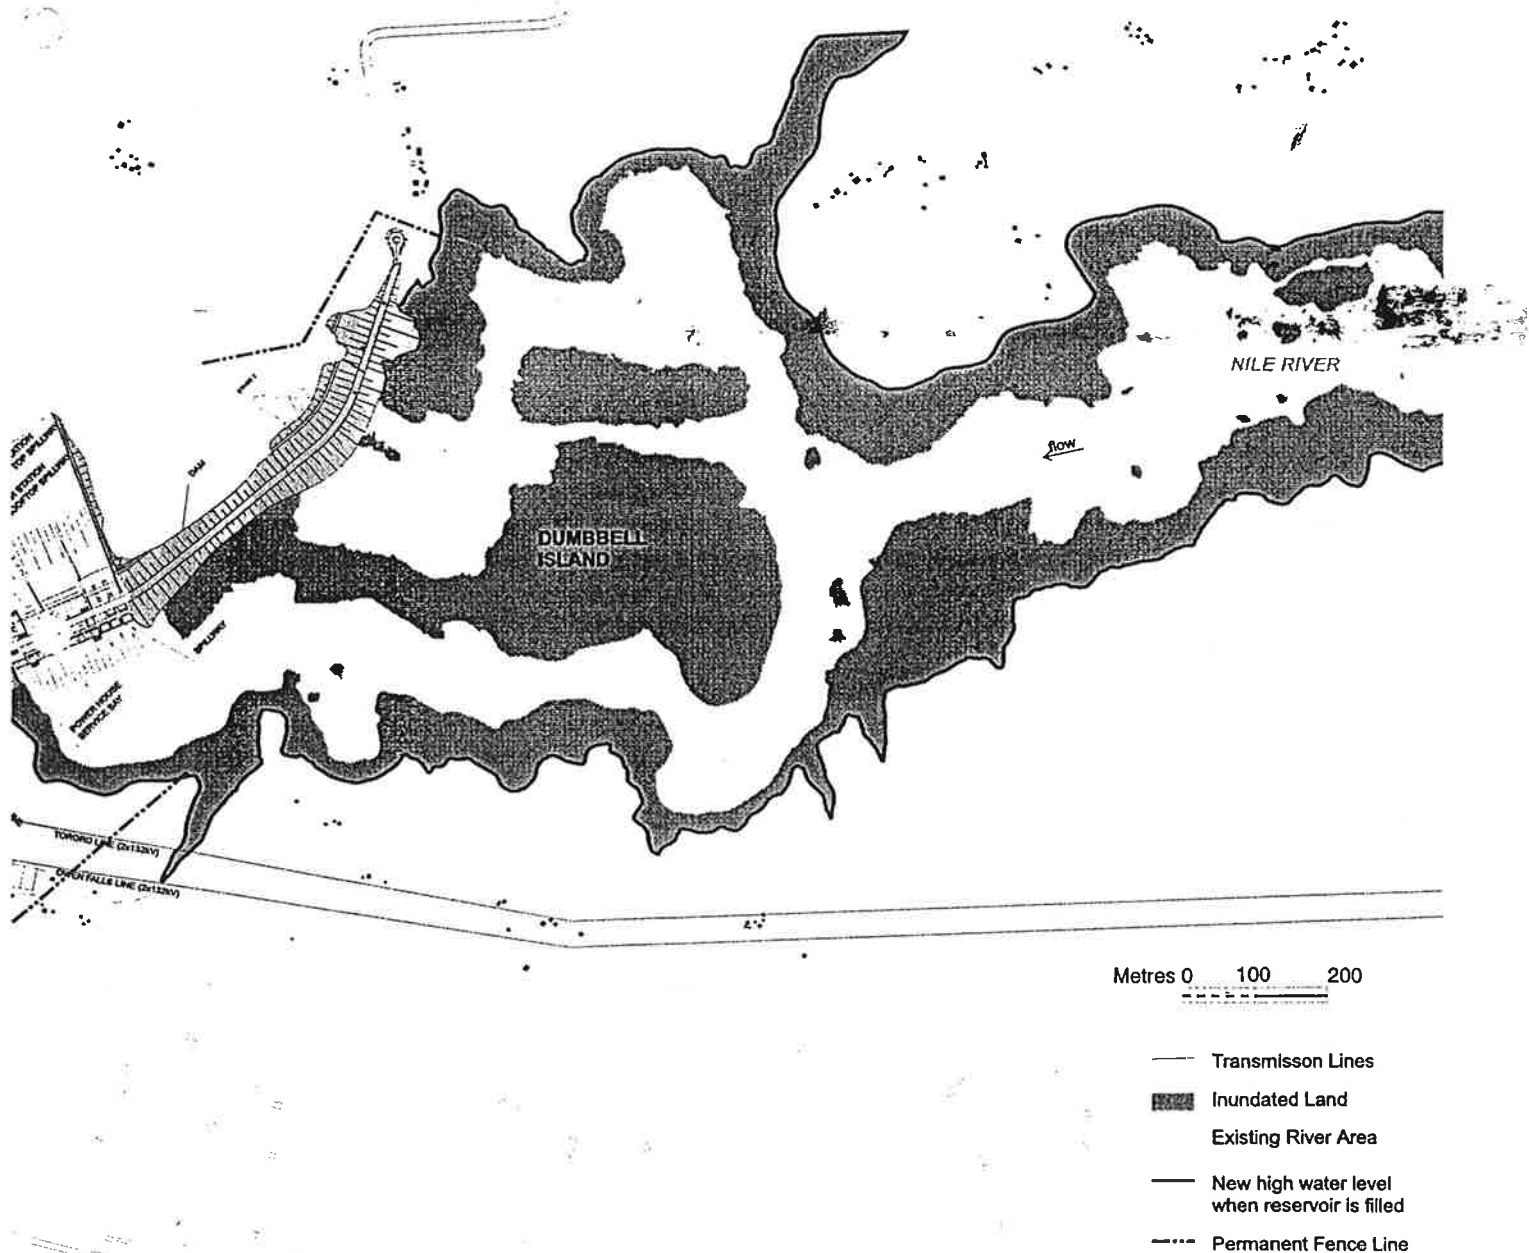 NILE RIVER
flow
DAM
DUMBBELL
ISLAND
SPILLWAY
POWER HOUSE
SERVICE BAY
TORORO LINE (2x132kV)
OWEN FALLS LINE (2x132kV)
Metres 0 100 200
Transmisson Lines
Inundated Land
Existing River Area
New high water level
when reservoir is filled
Permanent Fence Line